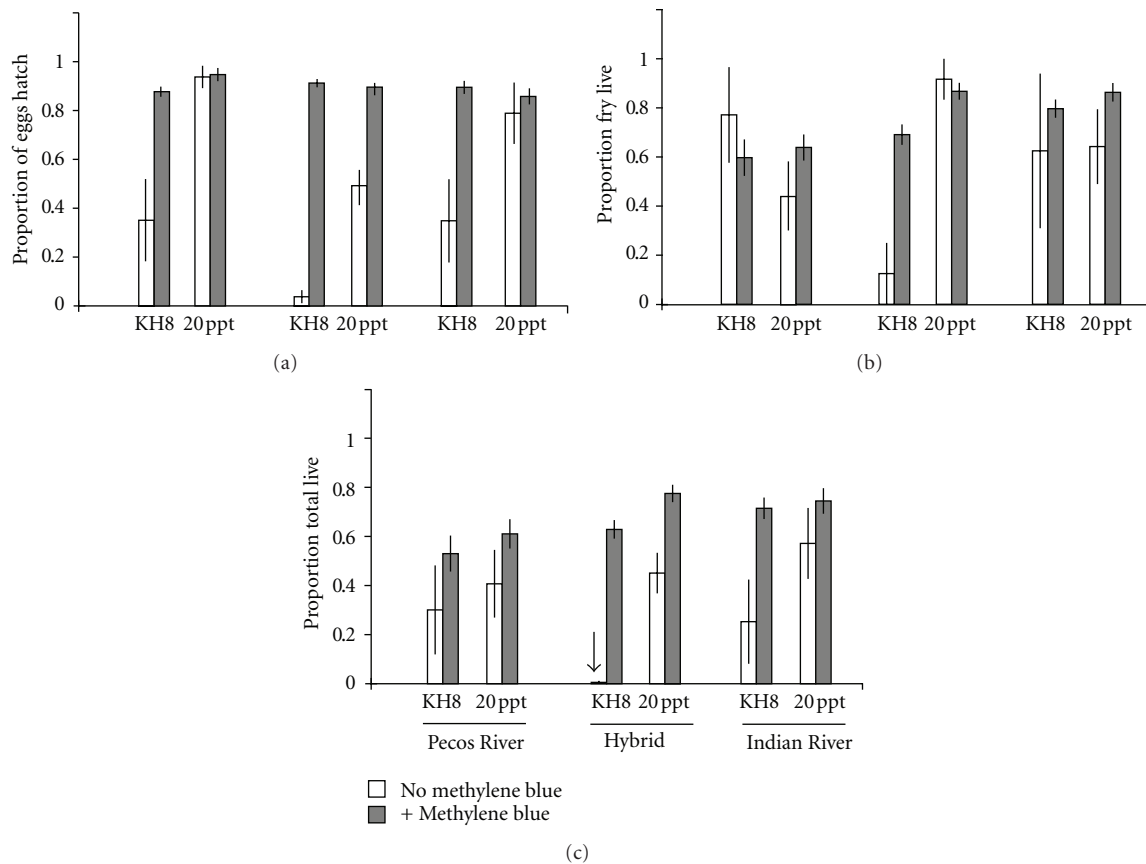 Proportion of eggs hatch
1
0.8
0.6
0.4
0.2
0
KH8 20 ppt KH8 20 ppt KH8 20 ppt
(a)
Proportion fry live
1
0.8
0.6
0.4
0.2
0
KH8 20 ppt KH8 20 ppt KH8 20 ppt
(b)
Proportion total live
1
0.8
0.6
0.4
0.2
0
KH8 20 ppt KH8 20 ppt KH8 20 ppt
Pecos River Hybrid Indian River
No methylene blue
+ Methylene blue
(c)